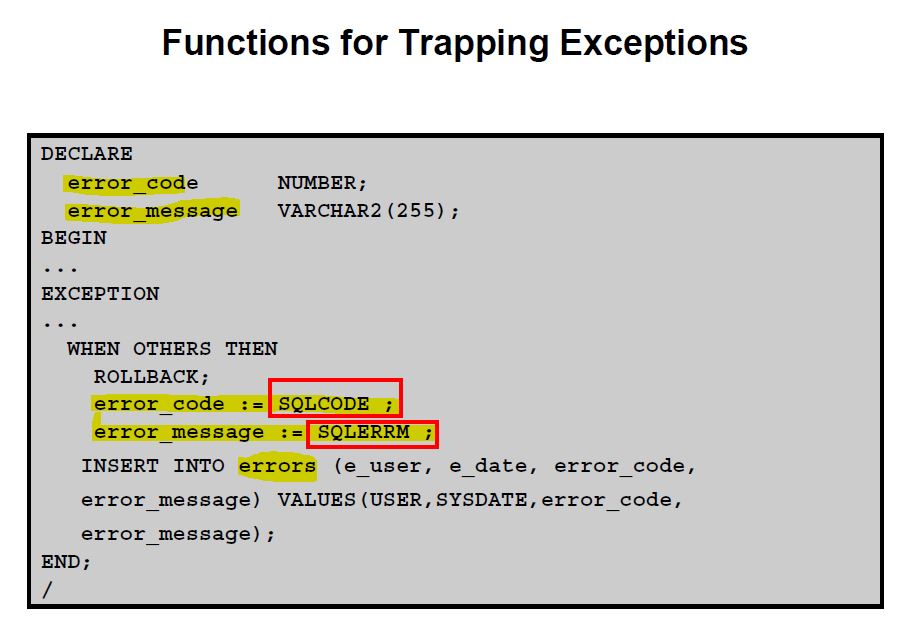 Functions for Trapping Exceptions
DECLARE
error_code NUMBER;
error_message VARCHAR2(255);
BEGIN
...
EXCEPTION
...
WHEN OTHERS THEN
ROLLBACK;
error_code := SQLCODE ;
error_message := SQLERRM ;
INSERT INTO errors (e_user, e_date, error_code,
error_message) VALUES(USER,SYSDATE,error_code,
error_message);
END;
/